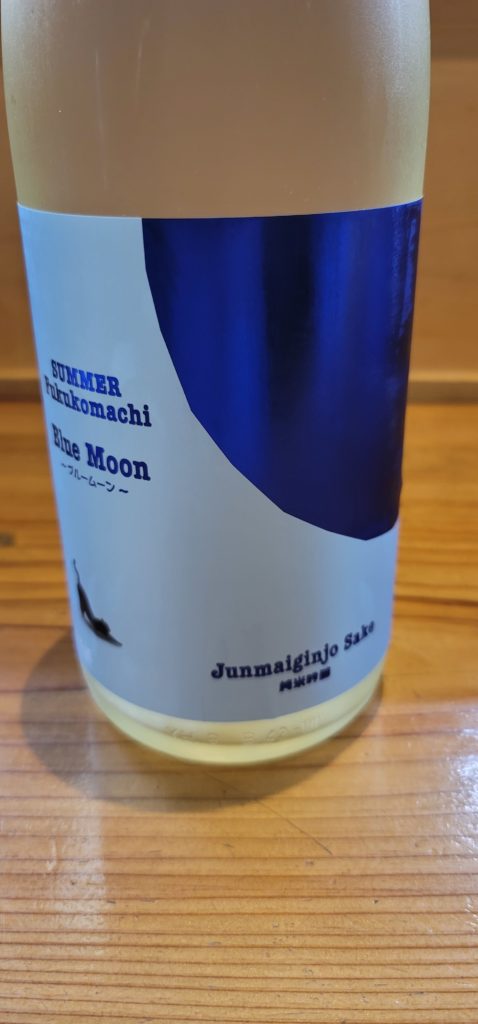 SUMMER
Fukukomachi
Blue Moon
~ブルームーン~
Junmaiginjo Sake
純米吟醸